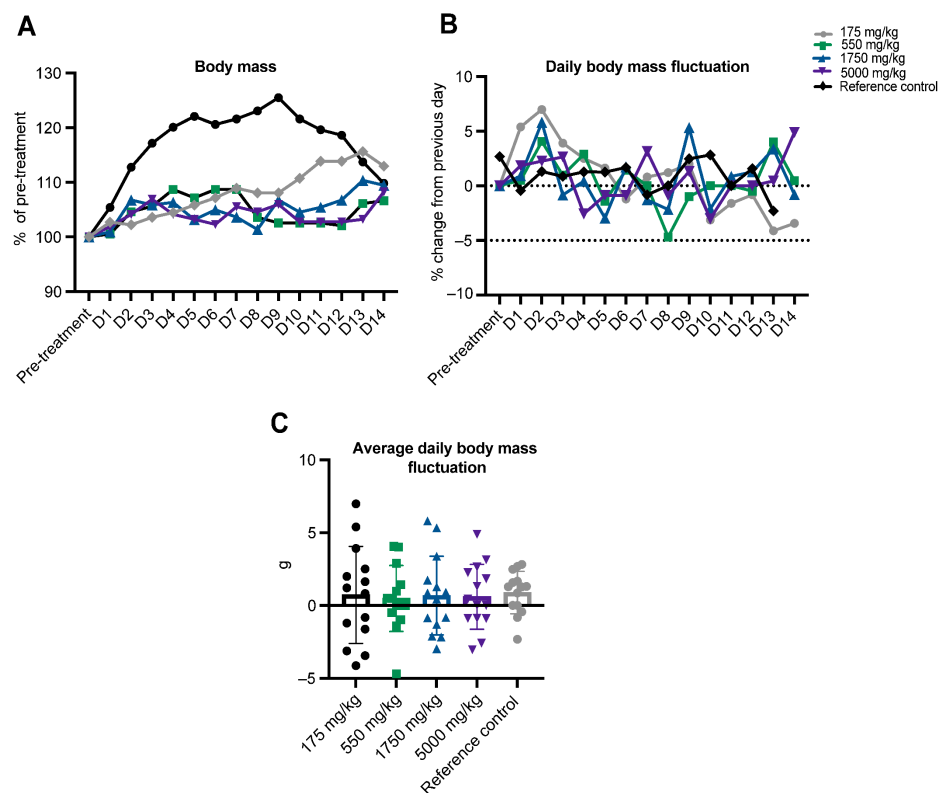 A
B
175 mg/kg
550 mg/kg
1750 mg/kg
5000 mg/kg
Reference control
Body mass
Daily body mass fluctuation
% of pre-treatment
130
120
110
100
90
Pre-treatment
D1
D2
D3
D4
D5
D6
D7
D8
D9
D10
D11
D12
D13
D14
% change from previous day
10
5
0
−5
−10
Pre-treatment
D1
D2
D3
D4
D5
D6
D7
D8
D9
D10
D11
D12
D13
D14
C
Average daily body mass
fluctuation
g
10
5
0
−5
175 mg/kg
550 mg/kg
1750 mg/kg
5000 mg/kg
Reference control